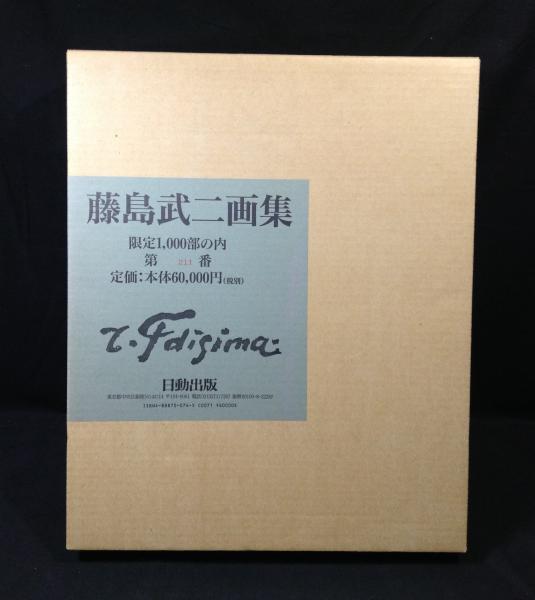 藤島武二画集
限定1,000部の内
第 211 番
定価：本体60,000円(税別)
T. Fdisima.
日動出版